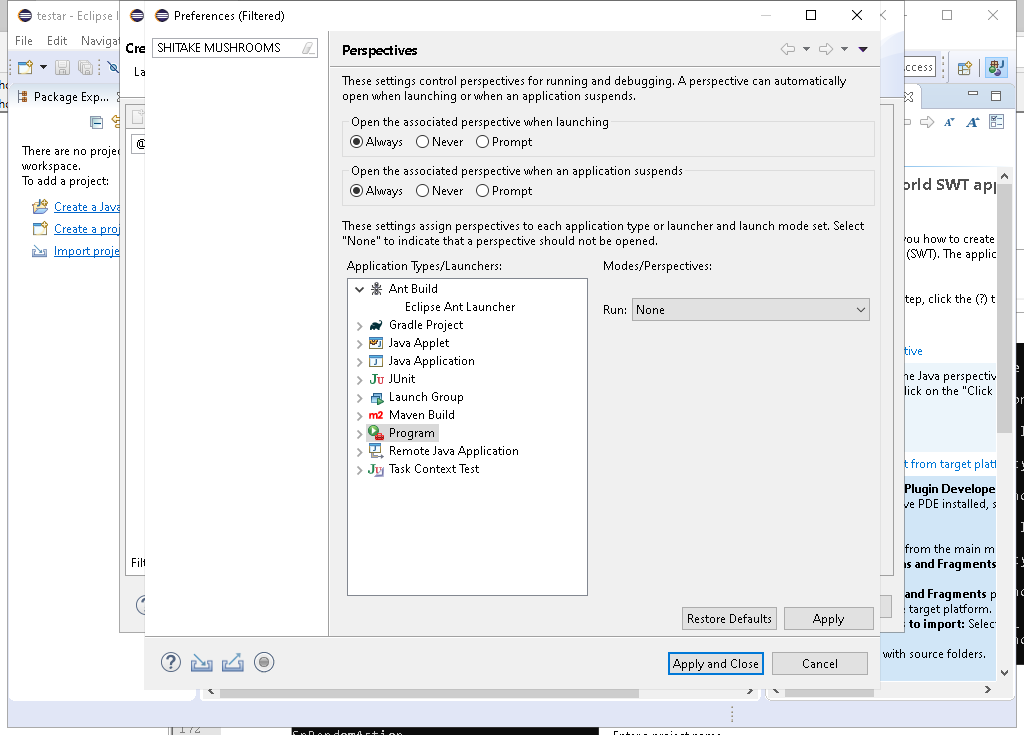 testar - Eclipse I
Preferences (Filtered)
File Edit Navigat
Cre
SHITAKE MUSHROOMS
Perspectives
La
ccess
Package Exp...
These settings control perspectives for running and debugging. A perspective can automatically
open when launching or when an application suspends.
Open the associated perspective when launching
Always Never Prompt
There are no projec
workspace.
To add a project:
Create a Java
Create a proj
Import proje
@
Open the associated perspective when an application suspends
Always Never Prompt
These settings assign perspectives to each application type or launcher and launch mode set. Select
"None" to indicate that a perspective should not be opened.
Application Types/Launchers:
Modes/Perspectives:
Ant Build
Eclipse Ant Launcher
Gradle Project
Java Applet
Java Application
JUnit
Launch Group
Maven Build
Program
Remote Java Application
Task Context Test
Run: None
orld SWT app
you how to create
(SWT). The applic
tep, click the (?) t
tive
he Java perspectiv
lick on the "Click
t from target platf
Plugin Develope
ve PDE installed, s
from the main m
ns and Fragments
and Fragments p
e target platform.
s to import: Selec
with source folders.
Filt
Restore Defaults
Apply
Apply and Close
Cancel
172
SpRandomAction
Enter a project name